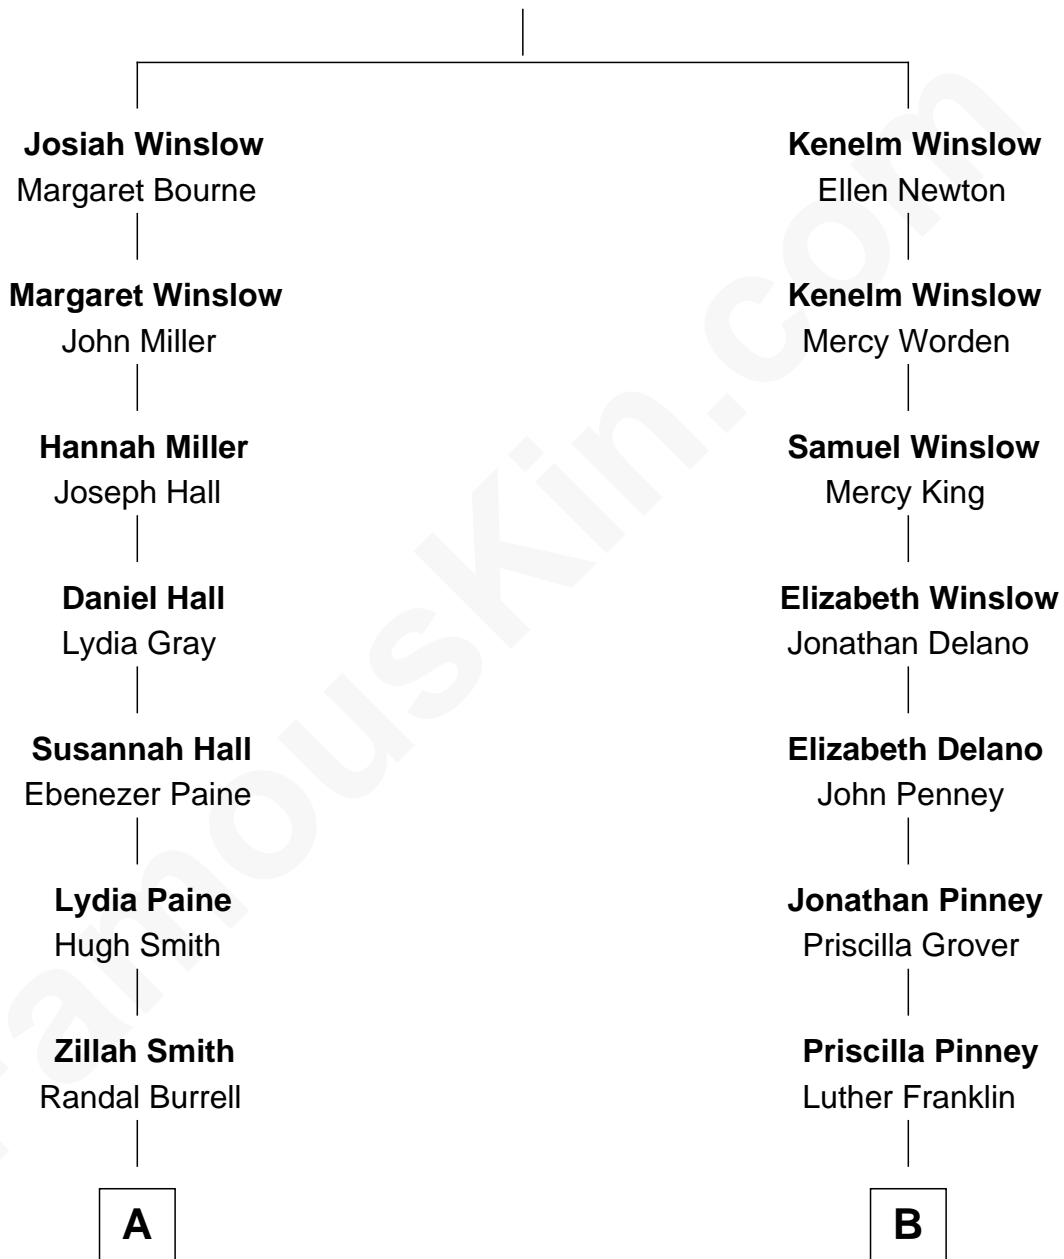 Josiah Winslow
Margaret Bourne
Margaret Winslow
John Miller
Hannah Miller
Joseph Hall
Daniel Hall
Lydia Gray
Susannah Hall
Ebenezer Paine
Lydia Paine
Hugh Smith
Zillah Smith
Randal Burrell
A
Kenelm Winslow
Ellen Newton
Kenelm Winslow
Mercy Worden
Samuel Winslow
Mercy King
Elizabeth Winslow
Jonathan Delano
Elizabeth Delano
John Penney
Jonathan Pinney
Priscilla Grover
Priscilla Pinney
Luther Franklin
B
FamousKin.com